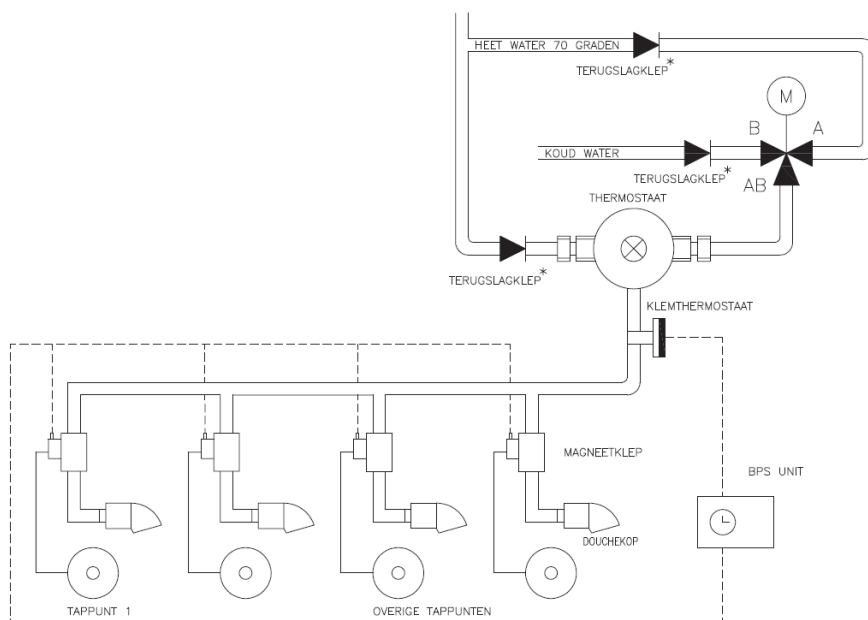 HEET WATER 70 GRADEN
TERUGSLAGKLEP*
M
B
A
KOUD WATER
TERUGSLAGKLEP*
AB
THERMOSTAAT
TERUGSLAGKLEP*
KLEMTHERMOSTAAT
MAGNEETKLEP
BPS UNIT
DOUCHEKOP
TAPPUNT 1
OVERIGE TAPPUNTEN